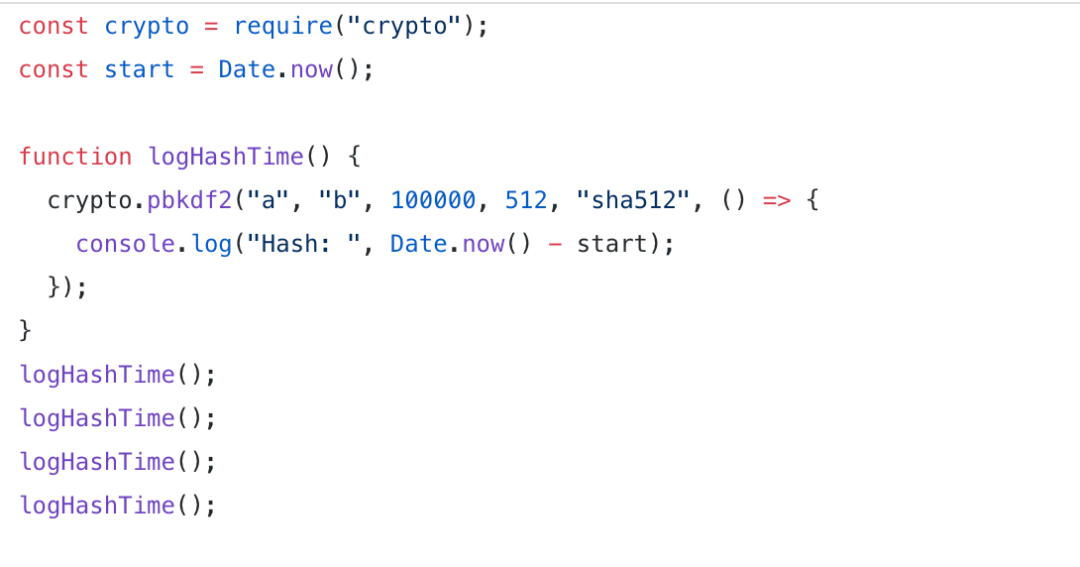 const crypto = require("crypto");
const start = Date.now();
function logHashTime() {
crypto.pbkdf2("a", "b", 100000, 512, "sha512", () => {
console.log("Hash: ", Date.now() - start);
});
}
logHashTime();
logHashTime();
logHashTime();
logHashTime();